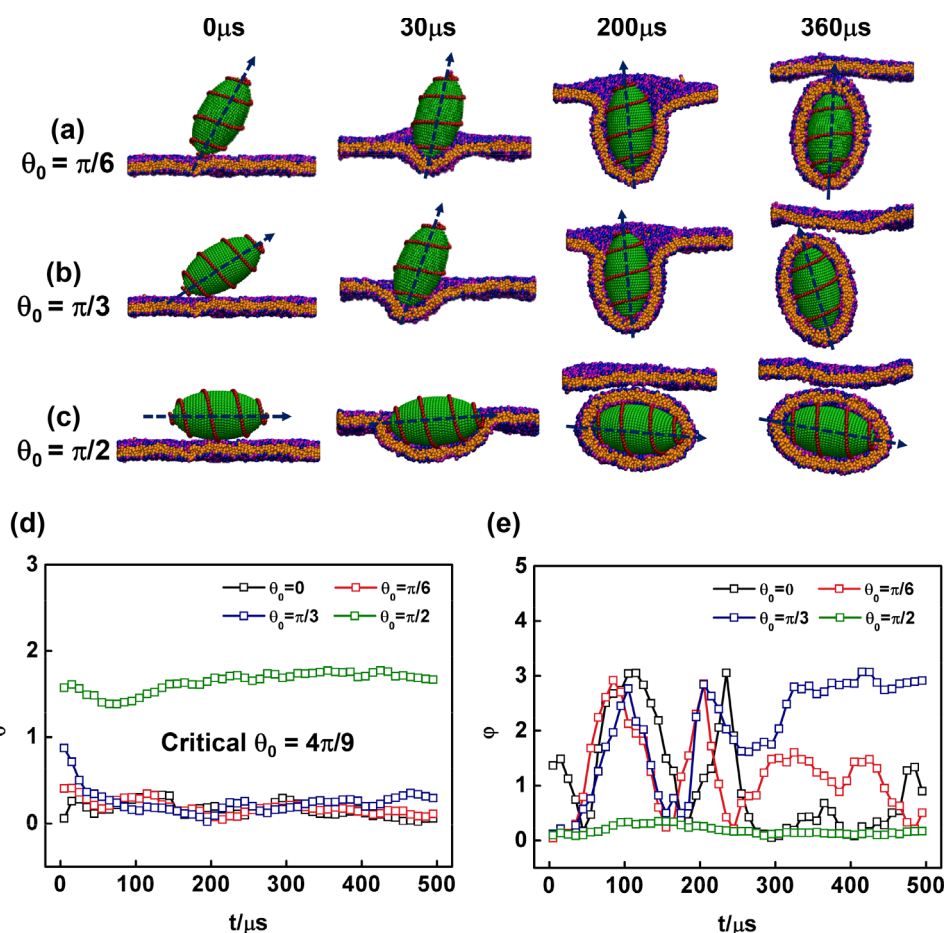 0μs 30μs 200μs 360μs
(a)
θ0 = π/6
(b)
θ0 = π/3
(c)
θ0 = π/2
(d) (e)
3
2
1
0
θ0=0 θ0=π/6
θ0=π/3 θ0=π/2
Critical θ0 = 4π/9
0 100 200 300 400 500
t/μs
φ
5
4
3
2
1
0
θ0=0 θ0=π/6
θ0=π/3 θ0=π/2
0 100 200 300 400 500
t/μs